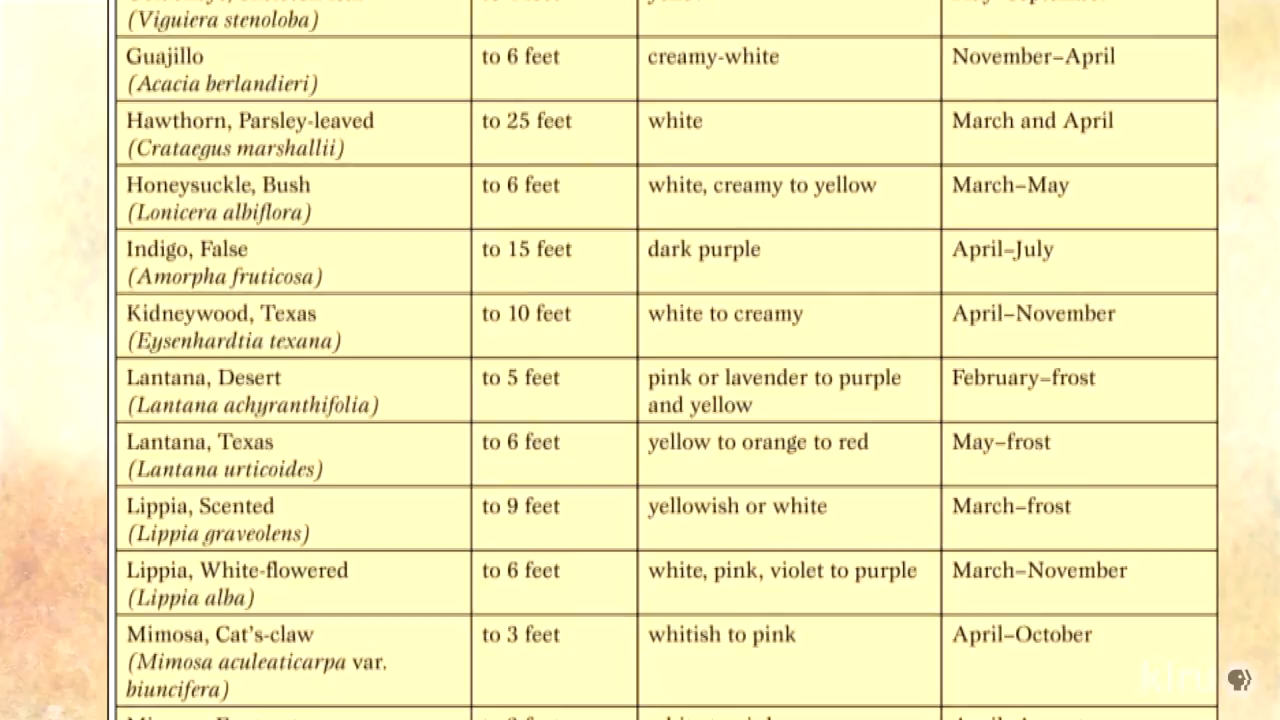 (Viguiera stenoloba)
Guajillo to 6 feet creamy-white November–April
(Acacia berlandieri)
Hawthorn, Parsley-leaved to 25 feet white March and April
(Crataegus marshallii)
Honeysuckle, Bush to 6 feet white, creamy to yellow March–May
(Lonicera albiflora)
Indigo, False to 15 feet dark purple April–July
(Amorpha fruticosa)
Kidneywood, Texas to 10 feet white to creamy April–November
(Eysenhardtia texana)
Lantana, Desert to 5 feet pink or lavender to purple February–frost
(Lantana achyranthifolia) and yellow
Lantana, Texas to 6 feet yellow to orange to red May–frost
(Lantana urticoides)
Lippia, Scented to 9 feet yellowish or white March–frost
(Lippia graveolens)
Lippia, White-flowered to 6 feet white, pink, violet to purple March–November
(Lippia alba)
Mimosa, Cat's-claw to 3 feet whitish to pink April–October
(Mimosa aculeaticarpa var.
biuncifera)
klru